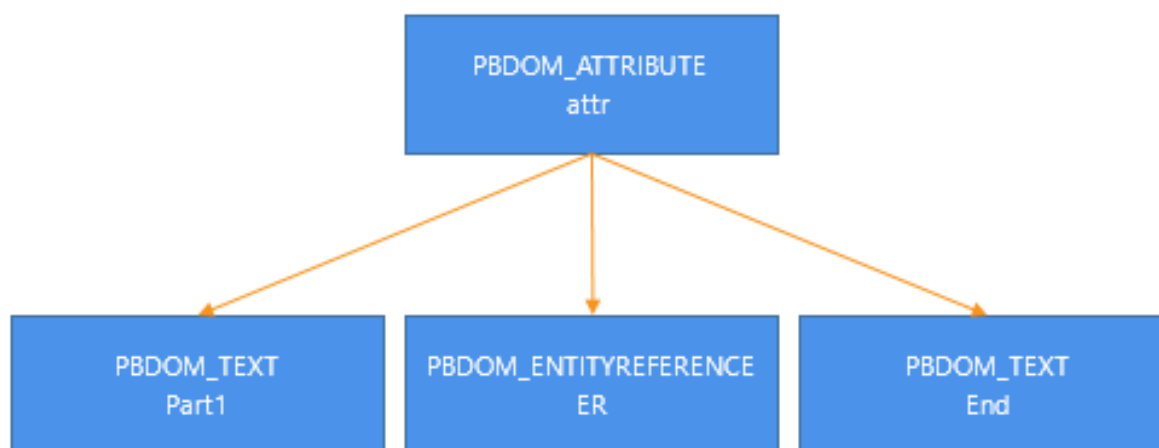 PBDOM_ATTRIBUTE
attr
PBDOM_TEXT
Part1
PBDOM_ENTITYREFERENCE
ER
PBDOM_TEXT
End